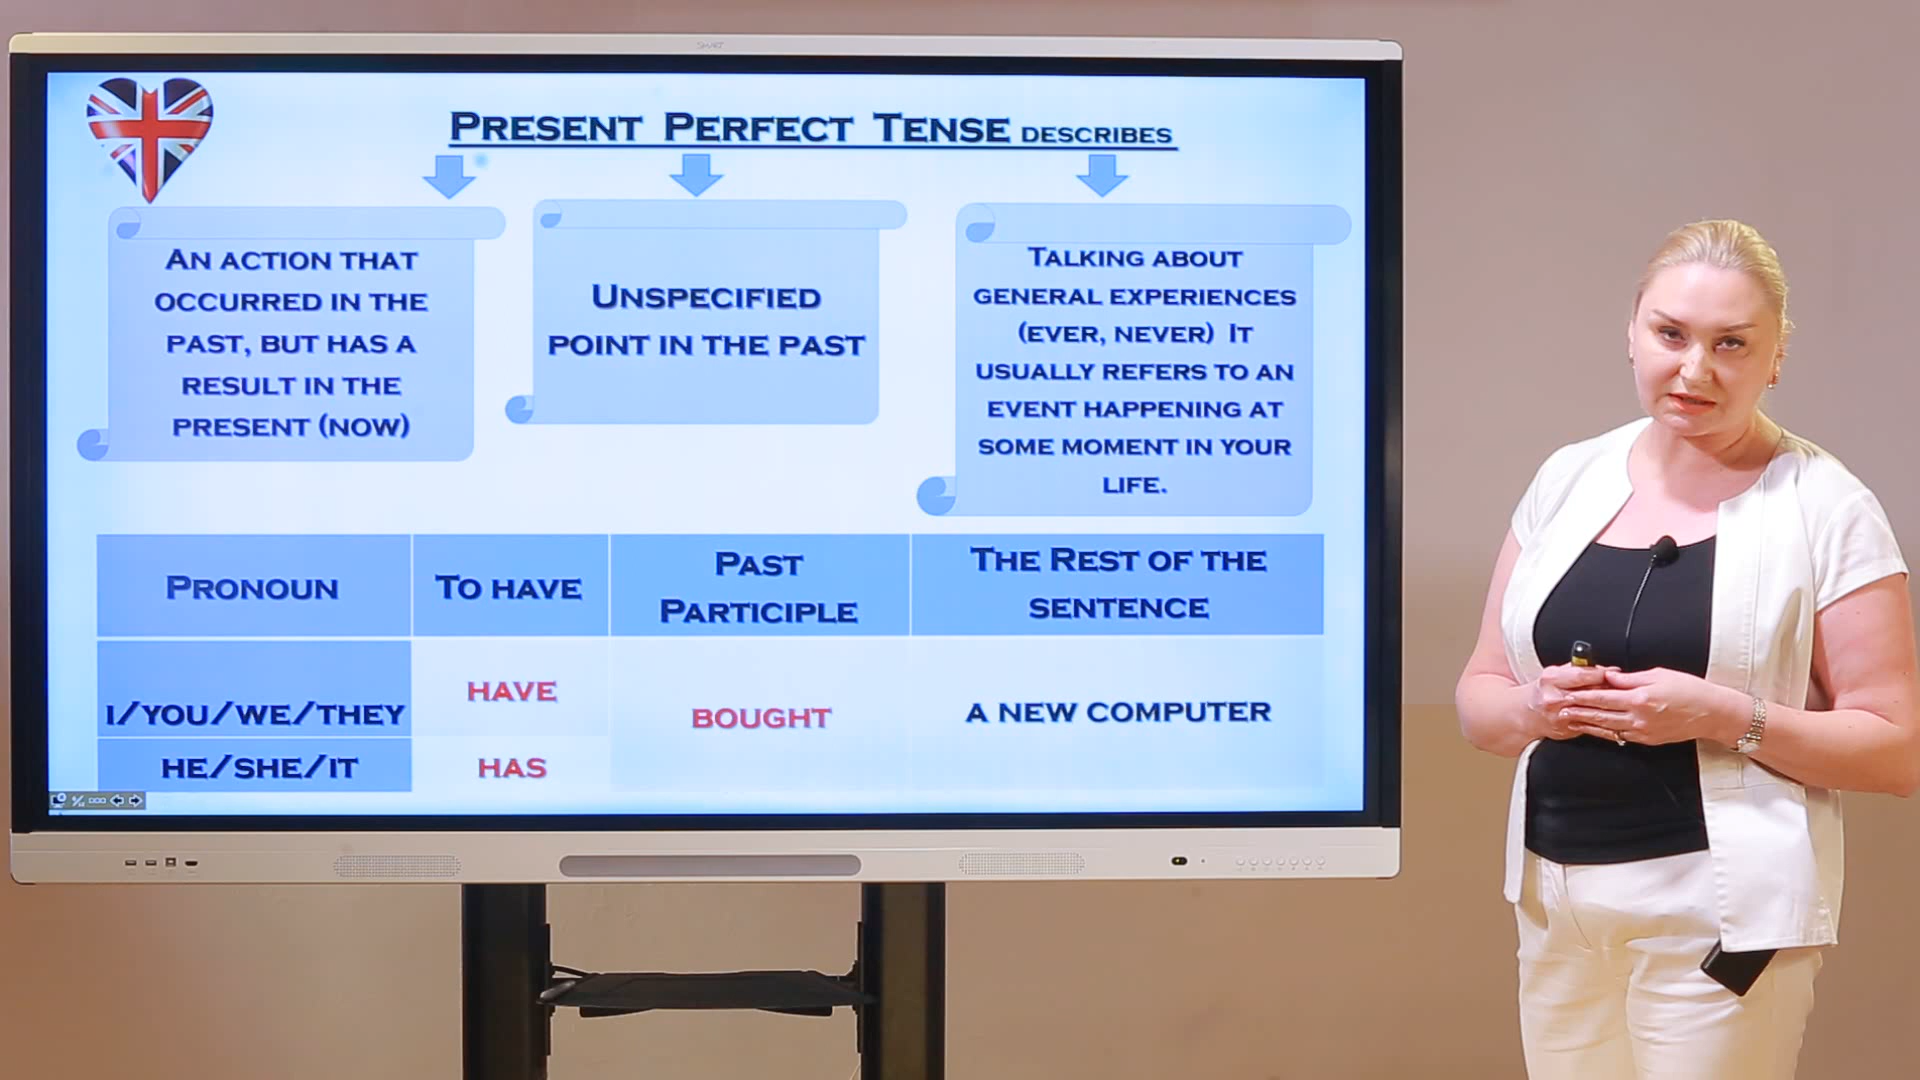 SMART
PRESENT PERFECT TENSE DESCRIBES
AN ACTION THAT
OCCURRED IN THE
PAST, BUT HAS A
RESULT IN THE
PRESENT (NOW)
UNSPECIFIED
POINT IN THE PAST
TALKING ABOUT
GENERAL EXPERIENCES
(EVER, NEVER) IT
USUALLY REFERS TO AN
EVENT HAPPENING AT
SOME MOMENT IN YOUR
LIFE.
PRONOUN
TO HAVE
PAST
PARTICIPLE
THE REST OF THE
SENTENCE
I/YOU/WE/THEY
HAVE
BOUGHT
A NEW COMPUTER
HE/SHE/IT
HAS